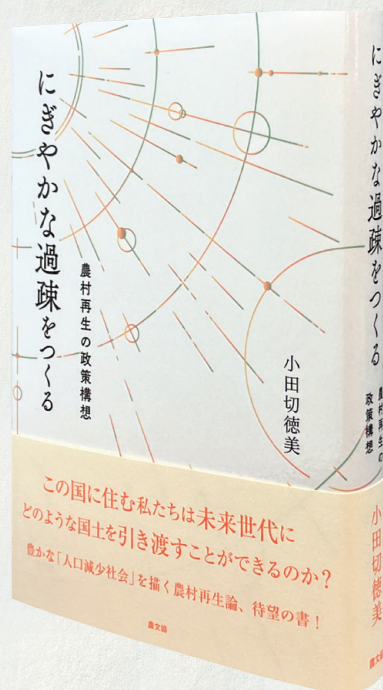 にぎやかな過疎をつくる
農村再生の政策構想
小田切徳美
この国に住む私たちは未来世代に
どのような国土を引き渡すことができるのか?
豊かな「人口減少社会」を描く農村再生論、待望の書!
農文協
にぎやかな過疎をつくる
農村再生の
政策構想
小田切徳美
農文協